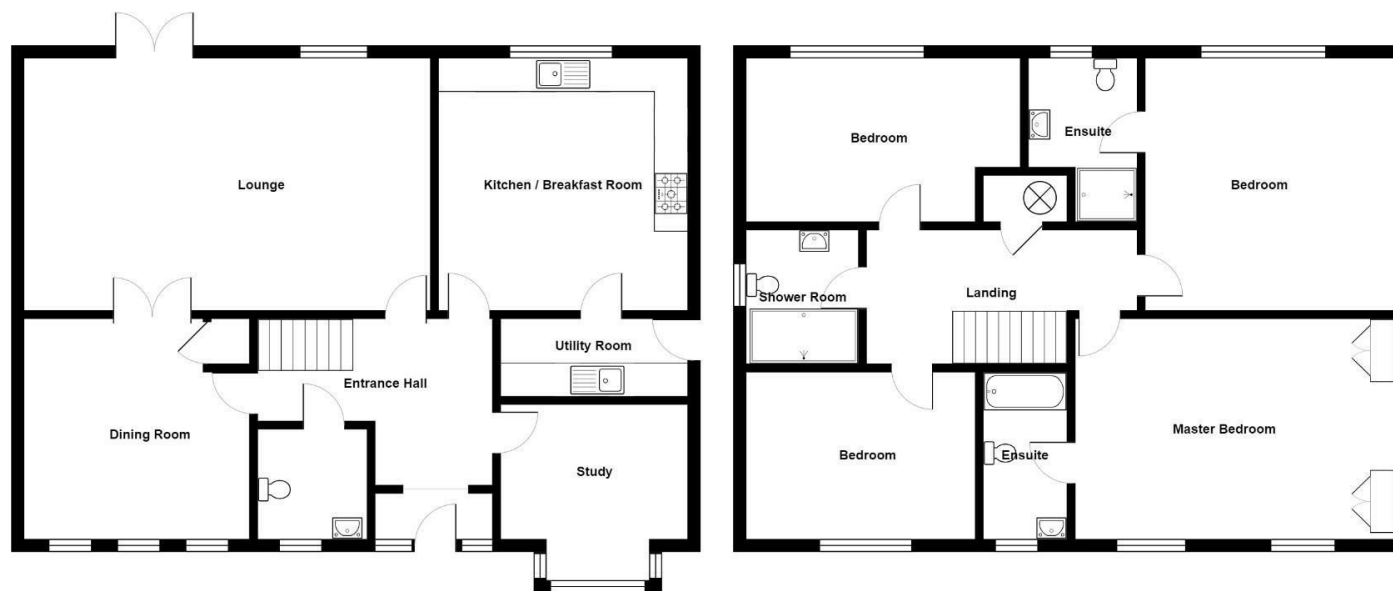 Lounge
Kitchen / Breakfast Room
Utility Room
Entrance Hall
Dining Room
Study
Bedroom
Ensuite
Bedroom
Shower Room
Landing
Bedroom
Ensuite
Master Bedroom